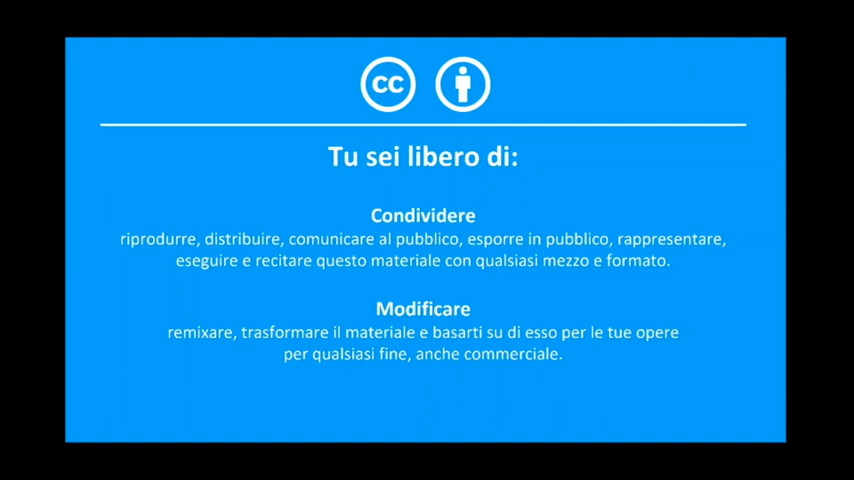 CC
Tu sei libero di:
Condividere
riprodurre, distribuire, comunicare al pubblico, esporre in pubblico, rappresentare,
eseguire e recitare questo materiale con qualsiasi mezzo e formato.
Modificare
remixare, trasformare il materiale e basarti su di esso per le tue opere
per qualsiasi fine, anche commerciale.